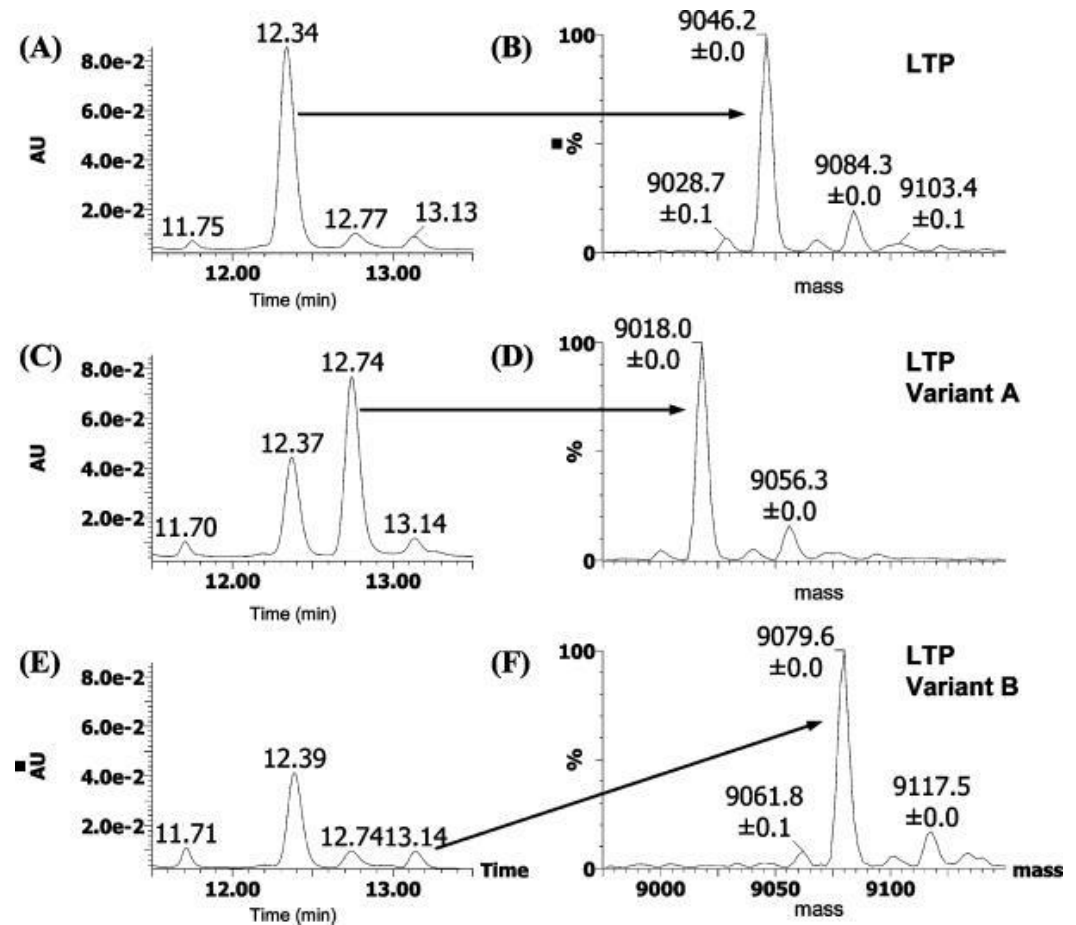 (A)
8.0e-2
6.0e-2
4.0e-2
2.0e-2
AU
11.75
12.34
12.77
13.13
12.00
13.00
Time (min)
(B)
100
%
0
9028.7
±0.1
9046.2
±0.0
9084.3
±0.0
9103.4
±0.1
LTP
mass
(C)
8.0e-2
6.0e-2
4.0e-2
2.0e-2
AU
11.70
12.37
12.74
13.14
12.00
13.00
Time (min)
(D)
100
%
0
9018.0
±0.0
9056.3
±0.0
LTP
Variant A
mass
(E)
8.0e-2
6.0e-2
4.0e-2
2.0e-2
AU
11.71
12.39
12.74
13.14
12.00
13.00
Time
Time (min)
(F)
100
%
0
9061.8
±0.1
9079.6
±0.0
9117.5
±0.0
LTP
Variant B
9000
9050
9100
mass
mass